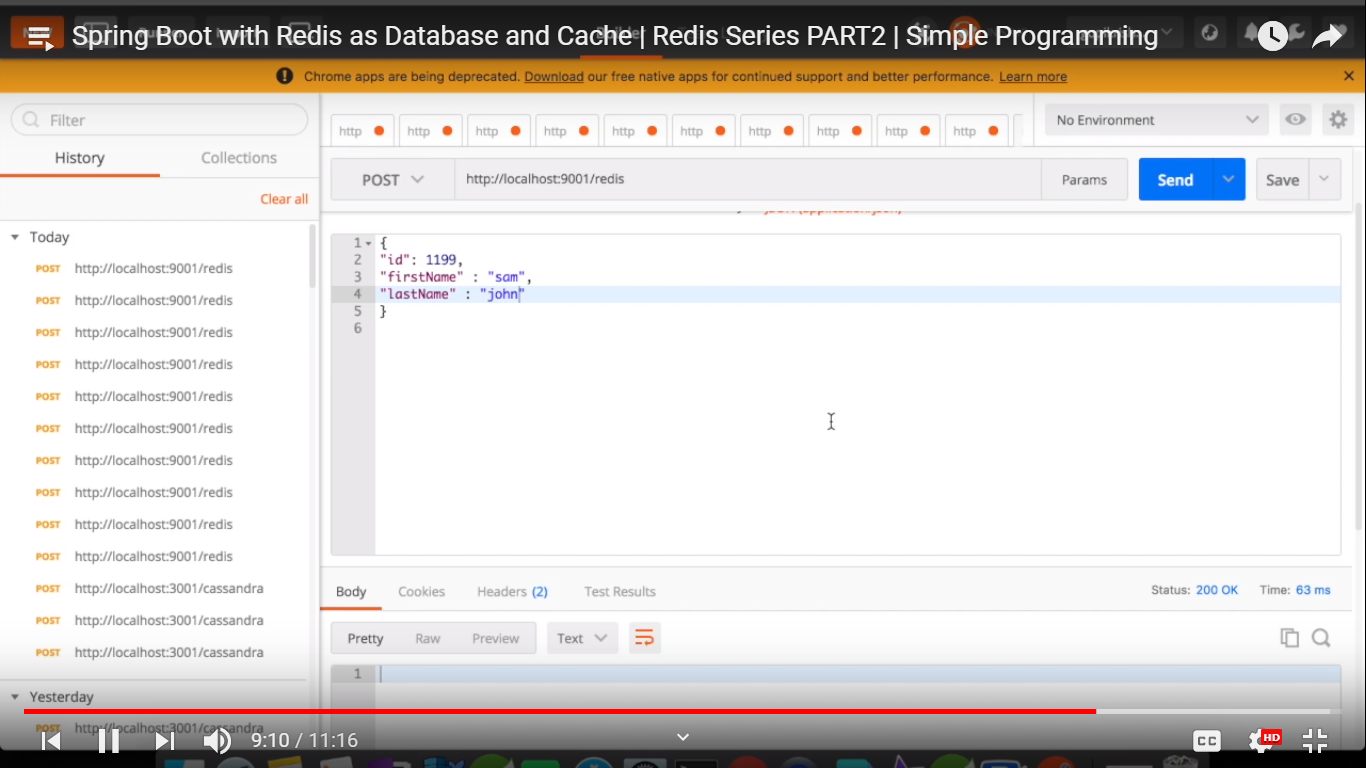 Spring Boot with Redis as Database and Cache | Redis Series PART2 | Simple Programming
Chrome apps are being deprecated. Download our free native apps for continued support and better performance. Learn more
Filter
History Collections
Clear all
Today
POST http://localhost:9001/redis
POST http://localhost:9001/redis
POST http://localhost:9001/redis
POST http://localhost:9001/redis
POST http://localhost:9001/redis
POST http://localhost:9001/redis
POST http://localhost:9001/redis
POST http://localhost:9001/redis
POST http://localhost:9001/redis
POST http://localhost:9001/redis
POST http://localhost:3001/cassandra
POST http://localhost:3001/cassandra
POST http://localhost:3001/cassandra
Yesterday
POST http://localhost:3001/cassandra
http http http http http http http http http http
No Environment
POST http://localhost:9001/redis Params Send Save
1 {
2 "id": 1199,
3 "firstName" : "sam",
4 "lastName" : "john"
5 }
6
Body Cookies Headers (2) Test Results Status: 200 OK Time: 63 ms
Pretty Raw Preview Text
1
9:10 / 11:16
CC HD